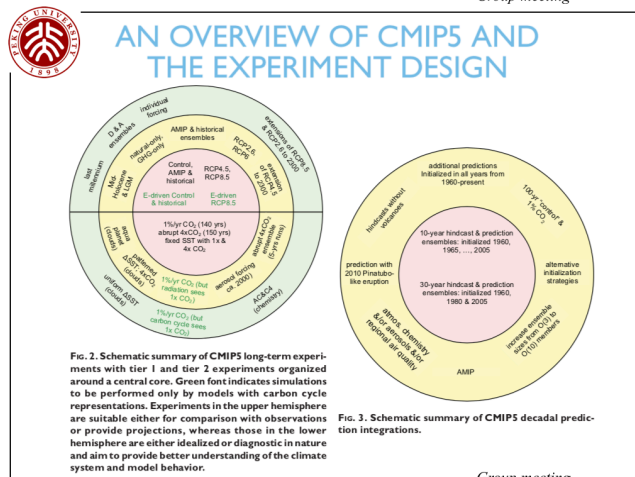 Group meeting
PEKING UNIVERSITY
1898
AN OVERVIEW OF CMIP5 AND
THE EXPERIMENT DESIGN
individual
forcing
D & A
ensembles
last
millennium
extensions of RCP8.5
& RCP2.6 to 2300
AMIP & historical
ensembles
natural-only,
GHG-only
Mid-
Holocene
& LGM
RCP2.6,
RCP6
extension
of RCP4.5
to 2300
Control,
AMIP &
historical
RCP4.5,
RCP8.5
E-driven Control
& historical
E-driven
RCP8.5
1%/yr CO₂ (140 yrs)
abrupt 4xCO₂ (150 yrs)
fixed SST with 1x &
4x CO₂
aqua
planet
(clouds)
patterned
ΔSST, 4xCO₂
(clouds)
1%/yr CO₂ (but
radiation sees
1x CO₂)
aerosol forcing
ca. 2000)
abrupt 4xCO₂
ensemble
(5-yrs runs)
uniform ΔSST
(clouds)
1%/yr CO₂ (but
carbon cycle sees
1x CO₂)
AC&C4
(chemistry)
FIG. 2. Schematic summary of CMIP5 long-term experi-
ments with tier 1 and tier 2 experiments organized
around a central core. Green font indicates simulations
to be performed only by models with carbon cycle
representations. Experiments in the upper hemisphere
are suitable either for comparison with observations
or provide projections, whereas those in the lower
hemisphere are either idealized or diagnostic in nature
and aim to provide better understanding of the climate
system and model behavior.
additional predictions
Initialized in all years from
1960-present
hindcasts without
volcanoes
100-yr "control" &
1% CO₂
10-year hindcast & prediction
ensembles: initialized 1960,
1965, …, 2005
30-year hindcast & prediction
ensembles: initialized 1960,
1980 & 2005
prediction with
2010 Pinatubo-
like eruption
alternative
initialization
strategies
atmos. chemistry
&/or aerosols &/or
regional air quality
AMIP
increase ensemble
sizes from O(3) to
O(10) members
FIG. 3. Schematic summary of CMIP5 decadal predic-
tion integrations.
Group meeting